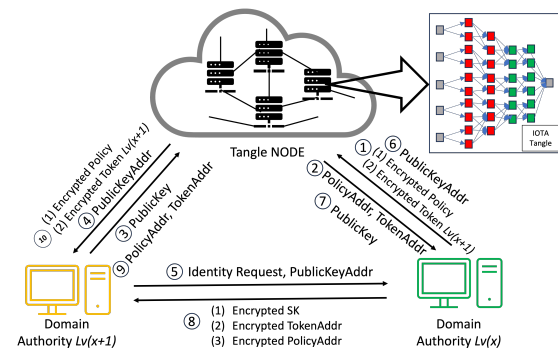 IOTA
Tangle
Tangle NODE
(1) Encrypted Policy
(2) Encrypted Token Lv(x+1)
10
④ PublicKeyAddr
③ PublicKey
⑨ PolicyAddr, TokenAddr
⑥ PublicKeyAddr
① (1) Encrypted Policy
(2) Encrypted Token Lv(x+1)
② PolicyAddr, TokenAddr
⑦ PublicKey
⑤ Identity Request, PublicKeyAddr
⑧ (1) Encrypted SK
(2) Encrypted TokenAddr
(3) Encrypted PolicyAddr
Domain
Authority Lv(x+1)
Domain
Authority Lv(x)